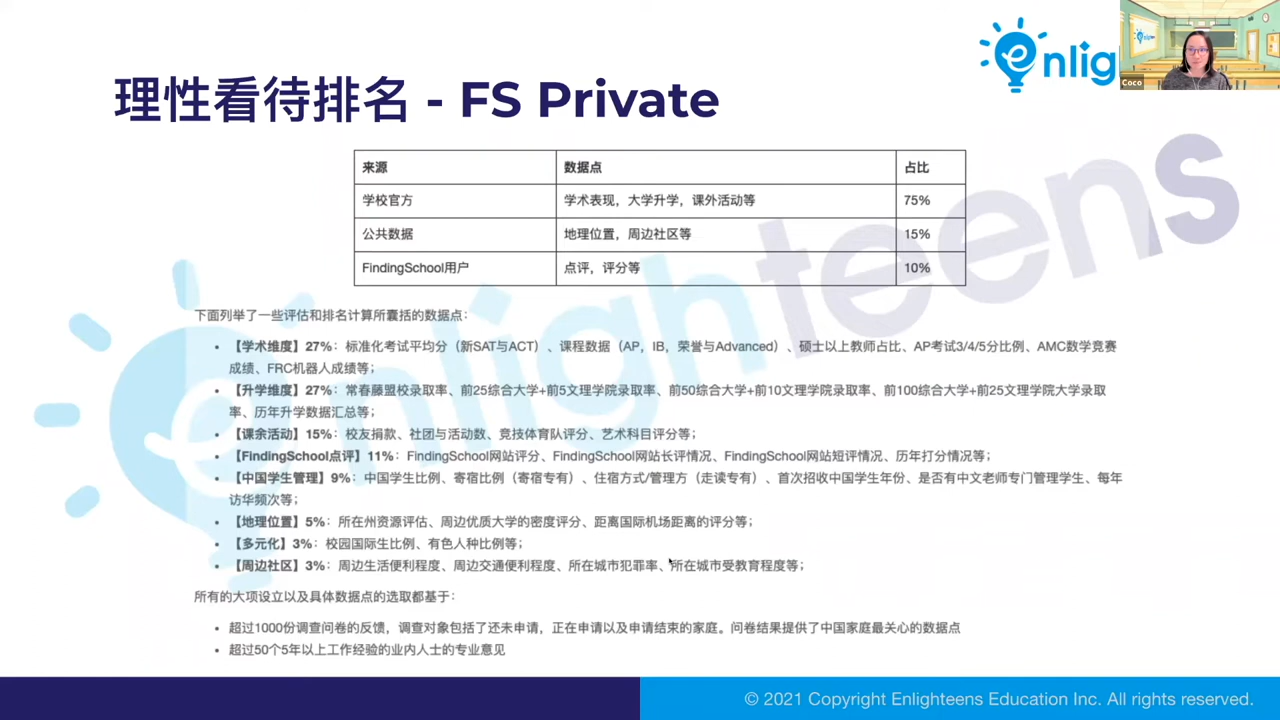 enlig
Coco
理性看待排名 - FS Private
来源 数据点 占比
学校官方 学术表现，大学升学，课外活动等 75%
公共数据 地理位置，周边社区等 15%
FindingSchool用户 点评，评分等 10%
下面列举了一些评估和排名计算所囊括的数据点：
• 【学术维度】27%：标准化考试平均分（新SAT与ACT）、课程数据（AP，IB，荣誉与Advanced）、硕士以上教师占比、AP考试3/4/5分比例、AMC数学竞赛
成绩、FRC机器人成绩等；
• 【升学维度】27%：常春藤盟校录取率、前25综合大学+前5文理学院录取率、前50综合大学+前10文理学院录取率、前100综合大学+前25文理学院大学录取
率、历年升学数据汇总等；
• 【课余活动】15%：校友捐款、社团与活动数、竞技体育队评分、艺术科目评分等；
• 【FindingSchool点评】11%：FindingSchool网站评分、FindingSchool网站长评情况、FindingSchool网站短评情况、历年打分情况等；
• 【中国学生管理】9%：中国学生比例、寄宿比例（寄宿专有）、住宿方式/管理方（走读专有）、首次招收中国学生年份、是否有中文老师专门管理学生、每年
访华频次等；
• 【地理位置】5%：所在州资源评估、周边优质大学的密度评分、距离国际机场距离的评分等；
• 【多元化】3%：校园国际生比例、有色人种比例等；
• 【周边社区】3%：周边生活便利程度、周边交通便利程度、所在城市犯罪率、所在城市受教育程度等；
所有的大项设立以及具体数据点的选取都基于：
• 超过1000份调查问卷的反馈，调查对象包括了还未申请，正在申请以及申请结束的家庭。问卷结果提供了中国家庭最关心的数据点
• 超过50个5年以上工作经验的业内人士的专业意见
enlighteens
© 2021 Copyright Enlighteens Education Inc. All rights reserved.